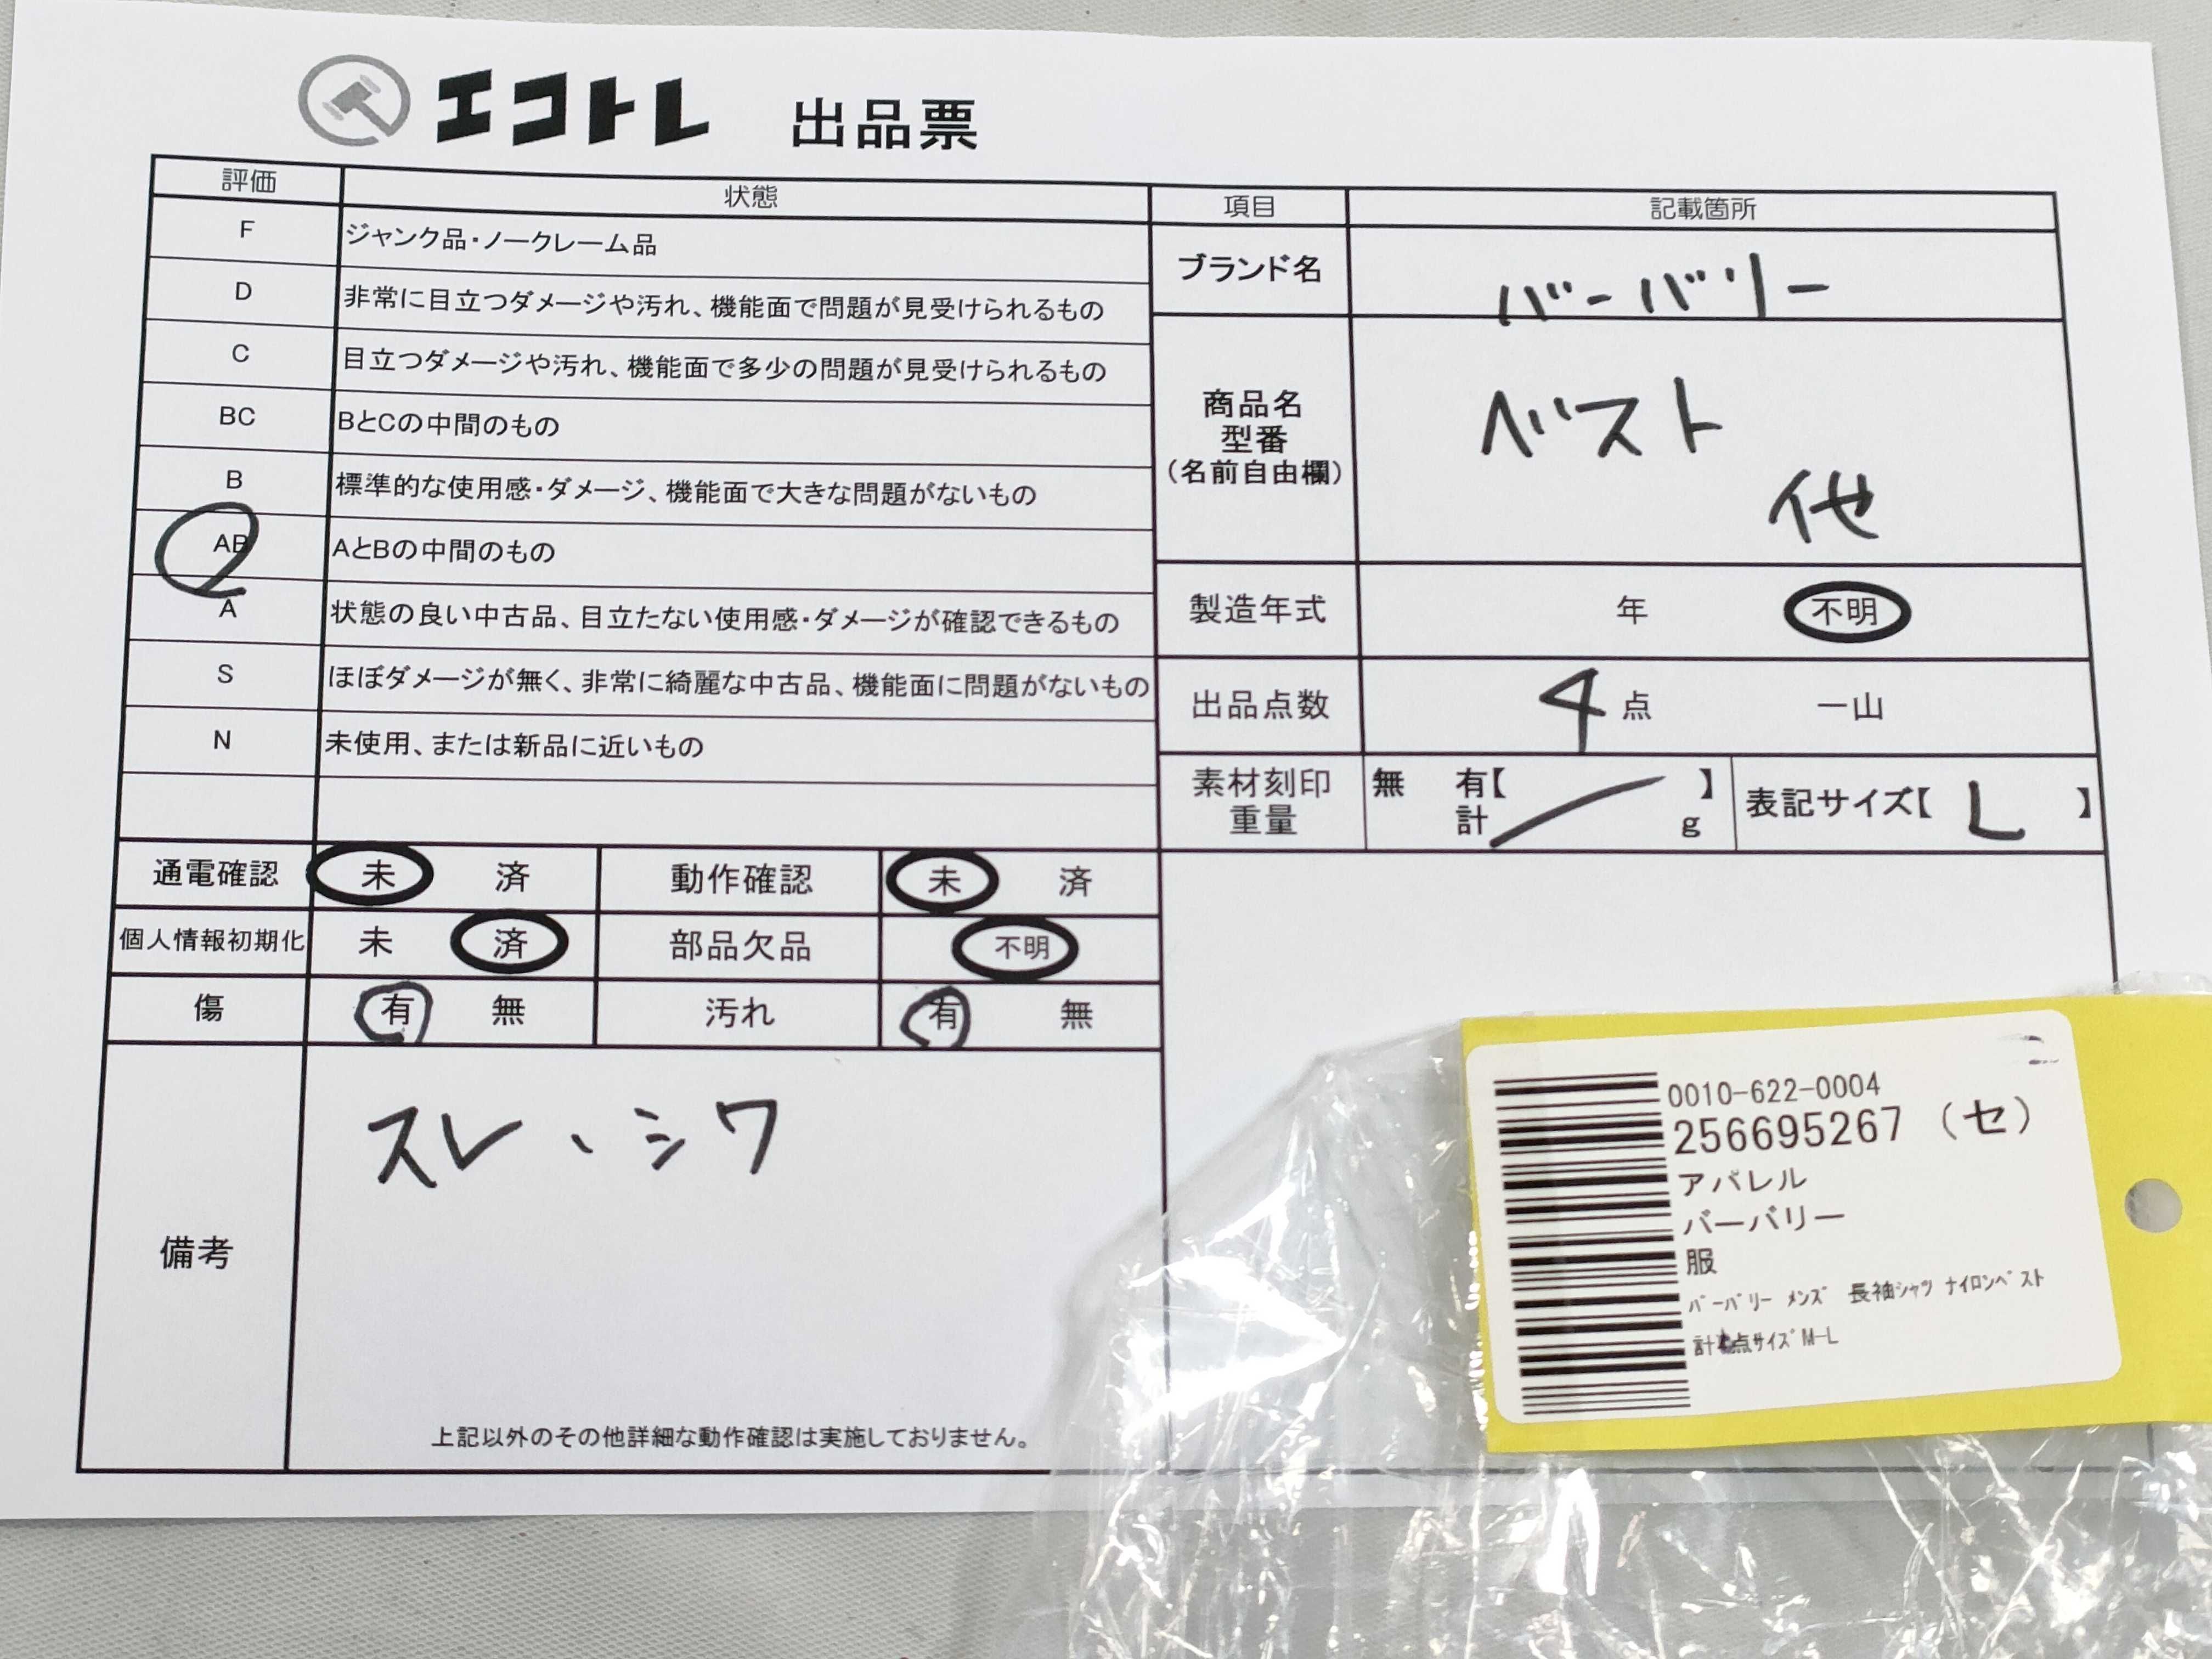 エコトレ 出品票
評価 状態
F ジャンク品・ノークレーム品
D 非常に目立つダメージや汚れ、機能面で問題が見受けられるもの
C 目立つダメージや汚れ、機能面で多少の問題が見受けられるもの
BC BとCの中間のもの
B 標準的な使用感・ダメージ、機能面で大きな問題がないもの
AB AとBの中間のもの
A 状態の良い中古品、目立たない使用感・ダメージが確認できるもの
S ほぼダメージが無く、非常に綺麗な中古品、機能面に問題がないもの
N 未使用、または新品に近いもの
通電確認 未 済 動作確認 未 済
個人情報初期化 未 済 部品欠品 不明
傷 有 無 汚れ 有 無
備考
スレ、シワ
上記以外のその他詳細な動作確認は実施しておりません。
項目 記載箇所
ブランド名 バーバリー
商品名
型番
(名前自由欄)
ベスト
他
製造年式 年 不明
出品点数 4点 一山
素材刻印 無 有【 】
重量 計 g
表記サイズ【 L 】
0010-622-0004
256695267 (セ)
アパレル
バーバリー
服
バーバリー メンズ 長袖シャツ ナイロンベスト
計 点サイズM-L